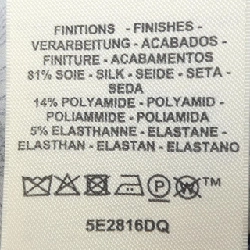 FINITIONS - FINISHES -
VERARBEITUNG - ACABADOS -
FINITURE - ACABAMENTOS
81% SOIE - SILK - SEIDE - SETA -
SEDA
14% POLYAMIDE - POLYAMID -
POLIAMMIDE - POLIAMIDA
5% ELASTHANNE - ELASTANE -
ELASTHAN - ELASTAN - ELASTANO
P W™
5E2816DQ